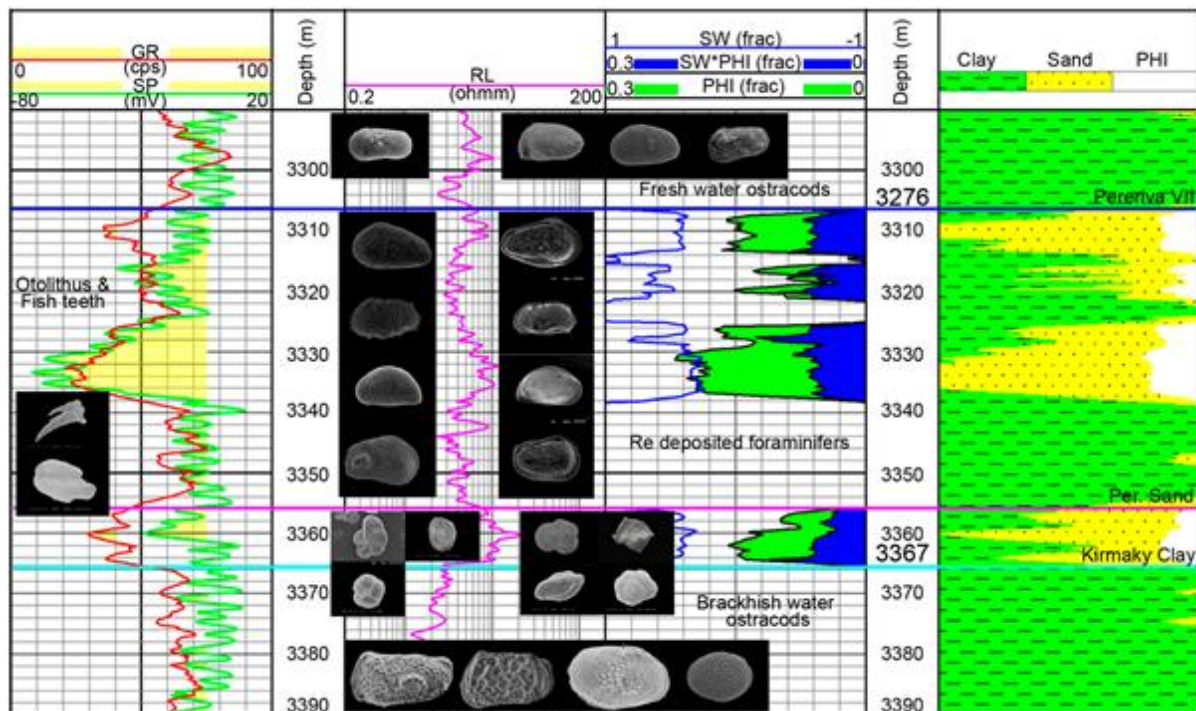 GR
0 (cps) 100
SP
-80 (mV) 20
Depth (m)
RL
(ohmm)
0.2 200
1 SW (frac) -1
0.3 SW*PHI (frac) 0
0.3 PHI (frac) 0
Depth (m)
Clay Sand PHI
3300
3310
3320
3330
3340
3350
3360
3370
3380
3390
Fresh water ostracods
Otolithus &
Fish teeth
Re deposited foraminifers
Brackhish water
ostracods
3300
3276
3310
3320
3330
3340
3350
3360
3367
3370
3380
3390
Pereriva VII
Per. Sand
Kirmaky Clay